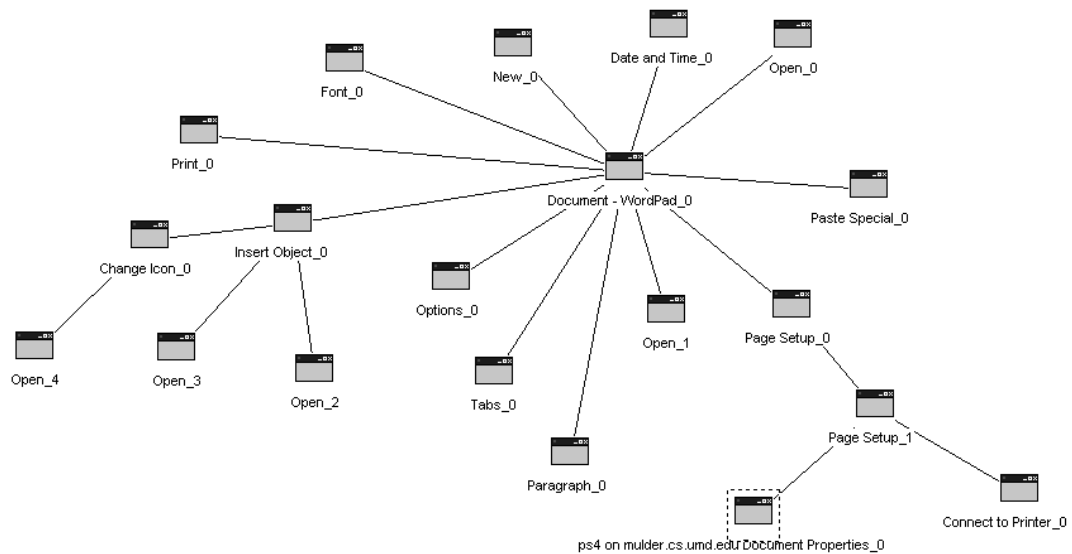 Date and Time_0
Open_0
New_0
Font_0
Print_0
Document - WordPad_0
Paste Special_0
Insert Object_0
Change Icon_0
Options_0
Page Setup_0
Open_1
Open_4
Open_3
Open_2
Tabs_0
Page Setup_1
Paragraph_0
Connect to Printer_0
ps4 on mulder.cs.umd.edu Document Properties_0